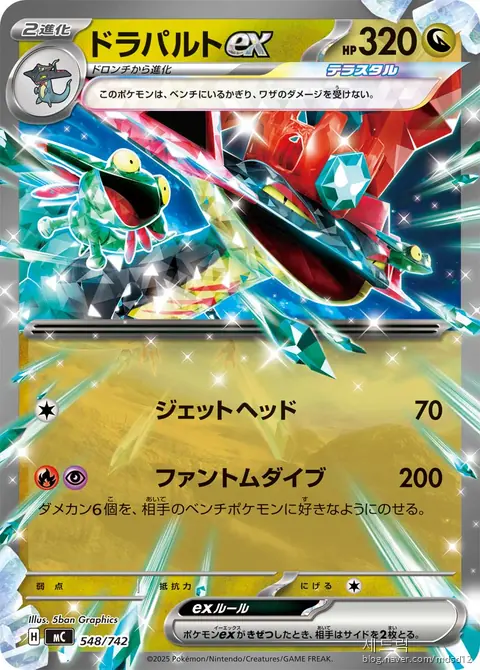 2進化
ドラパルトex
HP320
ドロンチから進化
テラスタル
このポケモンは、ベンチにいるかぎり、ワザのダメージを受けない。
ジェットヘッド 70
ファントムダイブ 200
ダメカン6個を、相手のベンチポケモンに好きなようにのせる。
弱点 抵抗力 にげる
Illus. 5ban Graphics
H mC 548/742
exルール
ポケモンexがきぜつしたとき、相手はサイドを2枚とる。
©2025 Pokémon/Nintendo/Creatures/GAME FREAK.
세드릭
blog.naver.com/mosd12